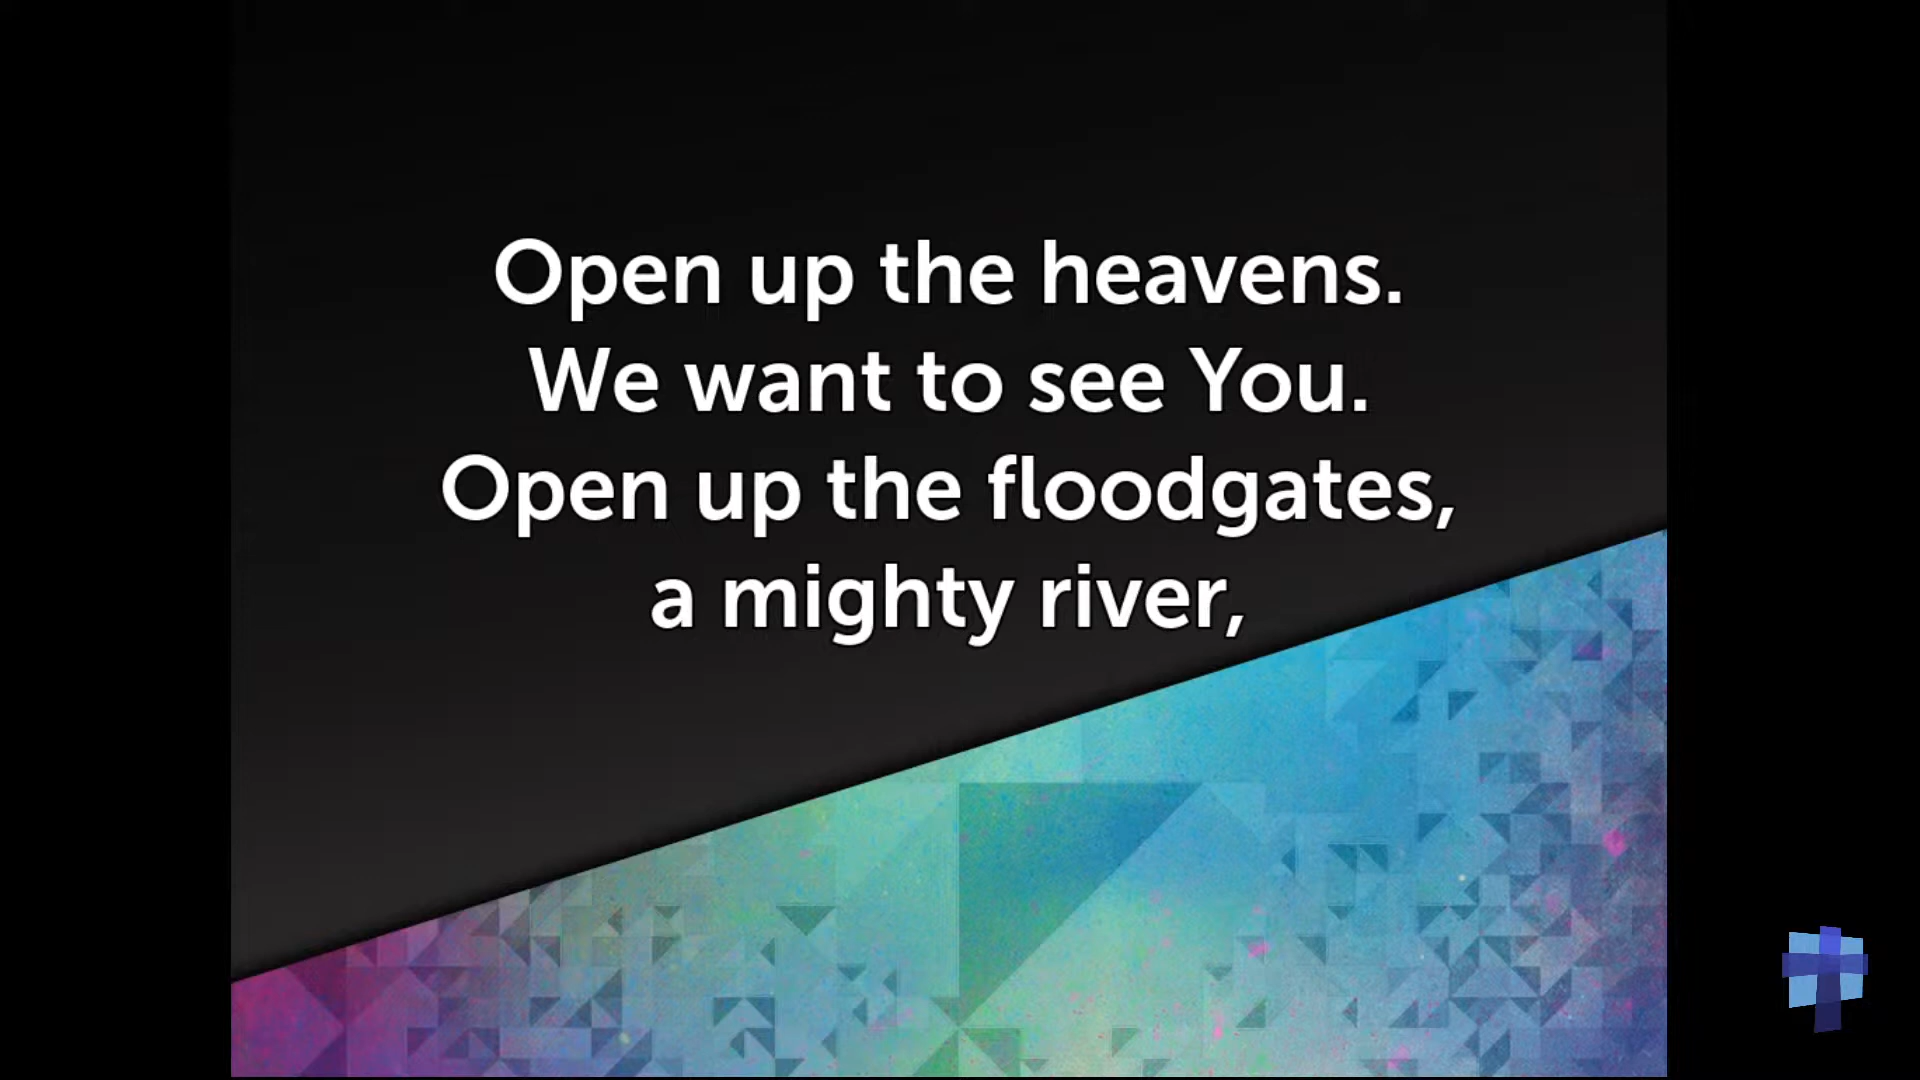 Open up the heavens.
We want to see You.
Open up the floodgates,
a mighty river,